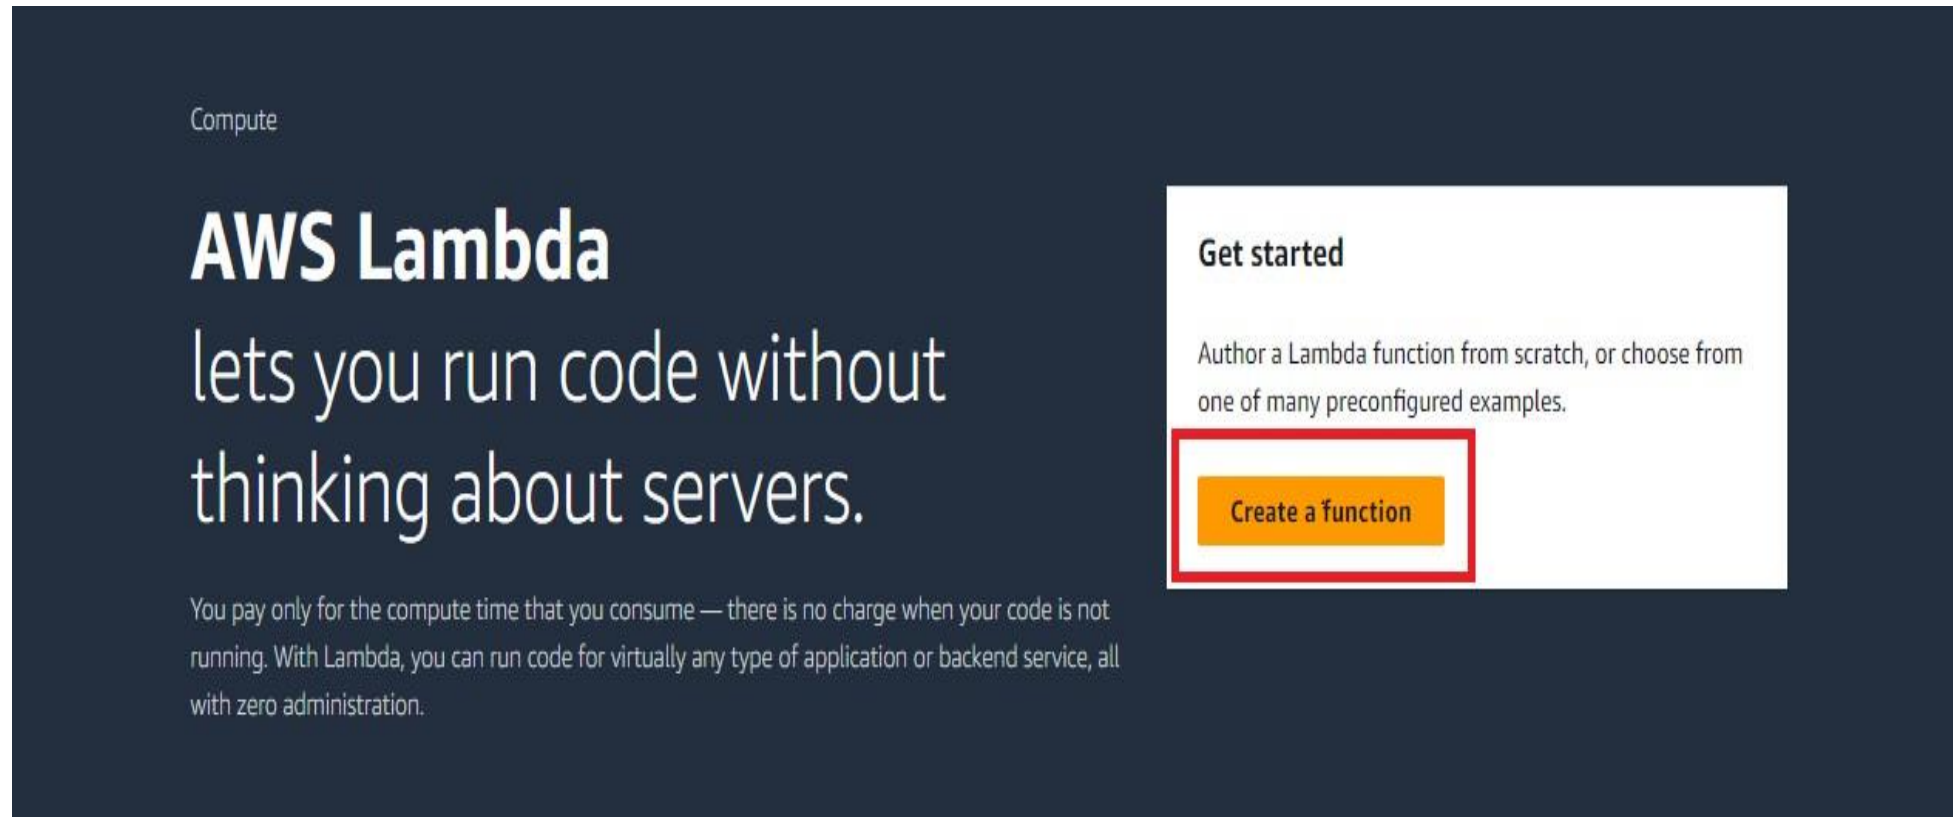 Compute
AWS Lambda
lets you run code without
thinking about servers.
You pay only for the compute time that you consume — there is no charge when your code is not
running. With Lambda, you can run code for virtually any type of application or backend service, all
with zero administration.
Get started
Author a Lambda function from scratch, or choose from
one of many preconfigured examples.
Create a function